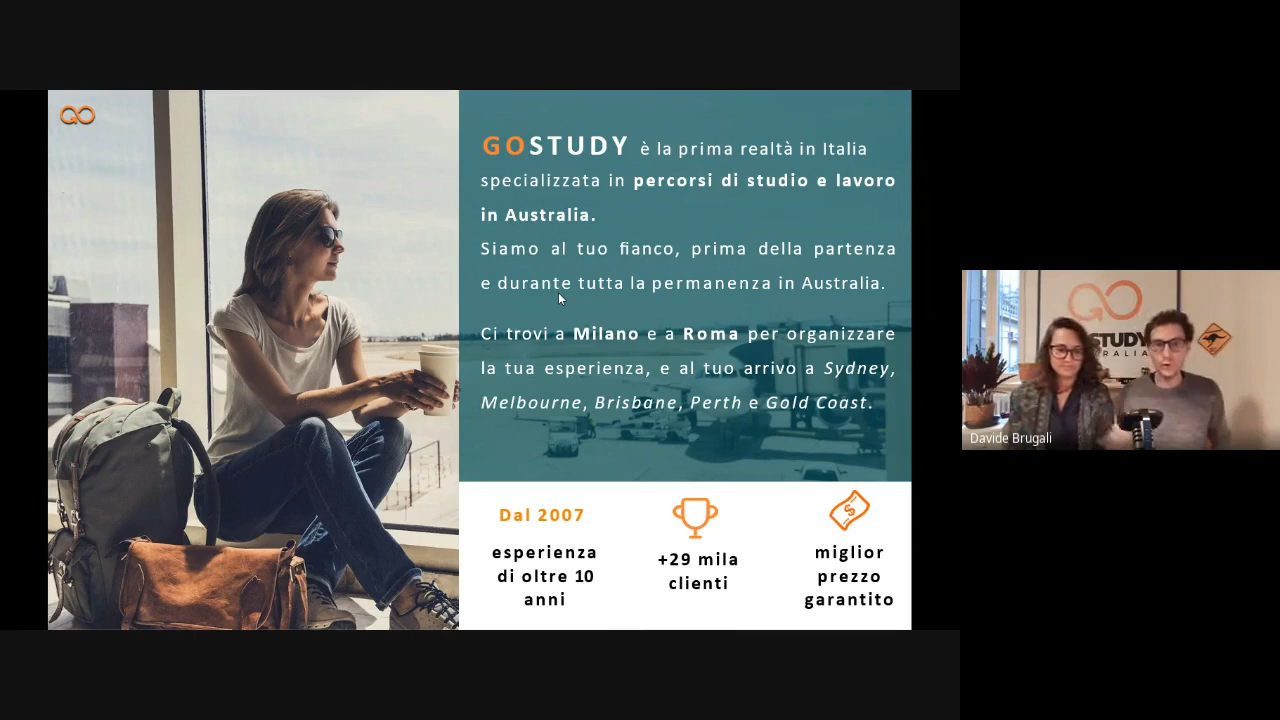 GOSTUDY è la prima realtà in Italia
specializzata in percorsi di studio e lavoro
in Australia.
Siamo al tuo fianco, prima della partenza
e durante tutta la permanenza in Australia.
Ci trovi a Milano e a Roma per organizzare
la tua esperienza, e al tuo arrivo a Sydney,
Melbourne, Brisbane, Perth e Gold Coast.
Dal 2007
esperienza
di oltre 10
anni
+29 mila
clienti
miglior
prezzo
garantito
Davide Brugali